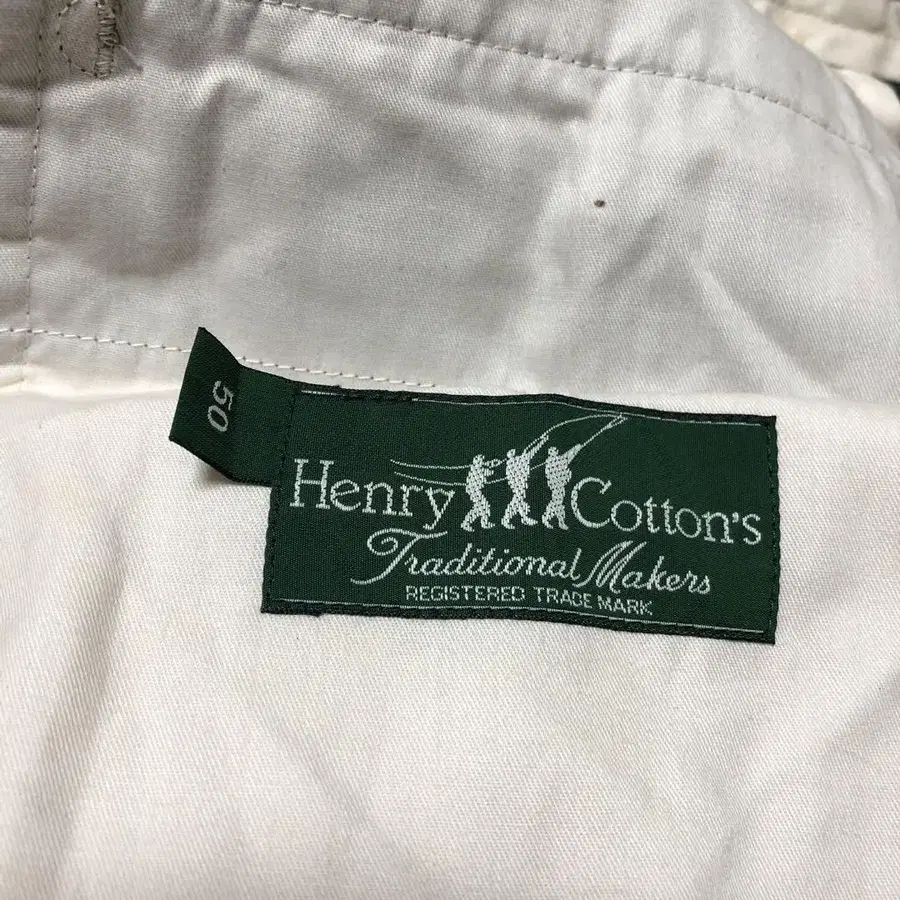 50
Henry Cotton's
Traditional Makers
REGISTERED TRADE MARK